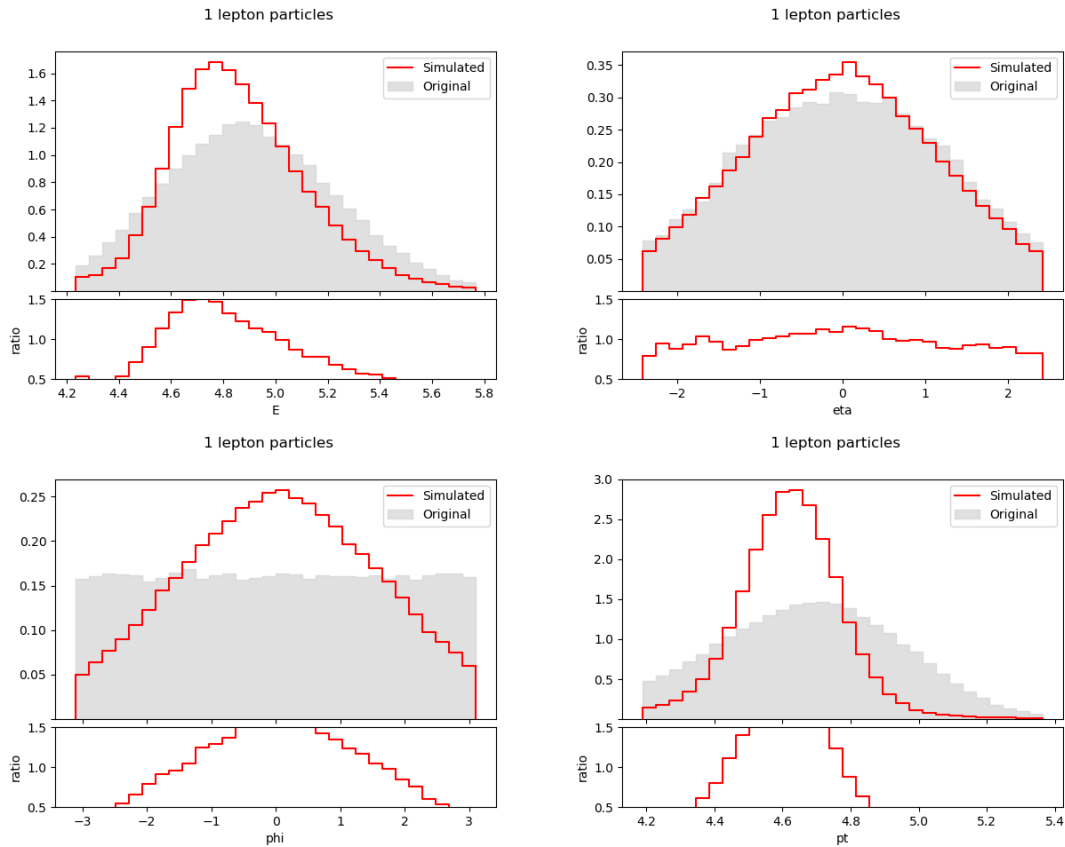 1 lepton particles
Simulated
Original
1.6
1.4
1.2
1.0
0.8
0.6
0.4
0.2
1.5
1.0
0.5
ratio
4.2 4.4 4.6 4.8 5.0 5.2 5.4 5.6 5.8
E
1 lepton particles
Simulated
Original
0.35
0.30
0.25
0.20
0.15
0.10
0.05
1.5
1.0
0.5
ratio
−2 −1 0 1 2
eta
1 lepton particles
Simulated
Original
0.25
0.20
0.15
0.10
0.05
1.5
1.0
0.5
ratio
−3 −2 −1 0 1 2 3
phi
1 lepton particles
Simulated
Original
3.0
2.5
2.0
1.5
1.0
0.5
1.5
1.0
0.5
ratio
4.2 4.4 4.6 4.8 5.0 5.2 5.4
pt